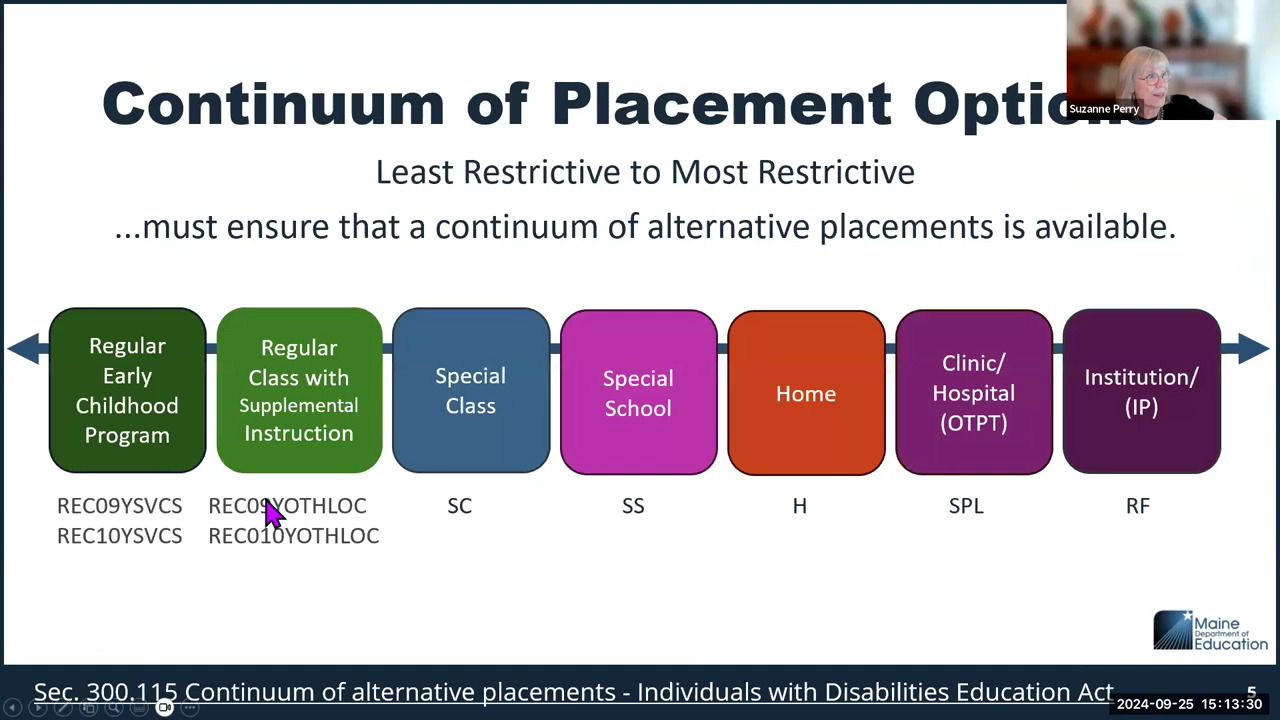 Continuum of Placement Options
Suzanne Perry
Least Restrictive to Most Restrictive
...must ensure that a continuum of alternative placements is available.
Regular
Early
Childhood
Program
Regular
Class with
Supplemental
Instruction
Special
Class
Special
School
Home
Clinic/
Hospital
(OTPT)
Institution/
(IP)
REC09YSVCS
REC10YSVCS
REC09YOTHLOC
REC010YOTHLOC
SC
SS
H
SPL
RF
Maine
Department of
Education
Sec. 300.115 Continuum of alternative placements - Individuals with Disabilities Education Act
5
2024-09-25 15:13:30